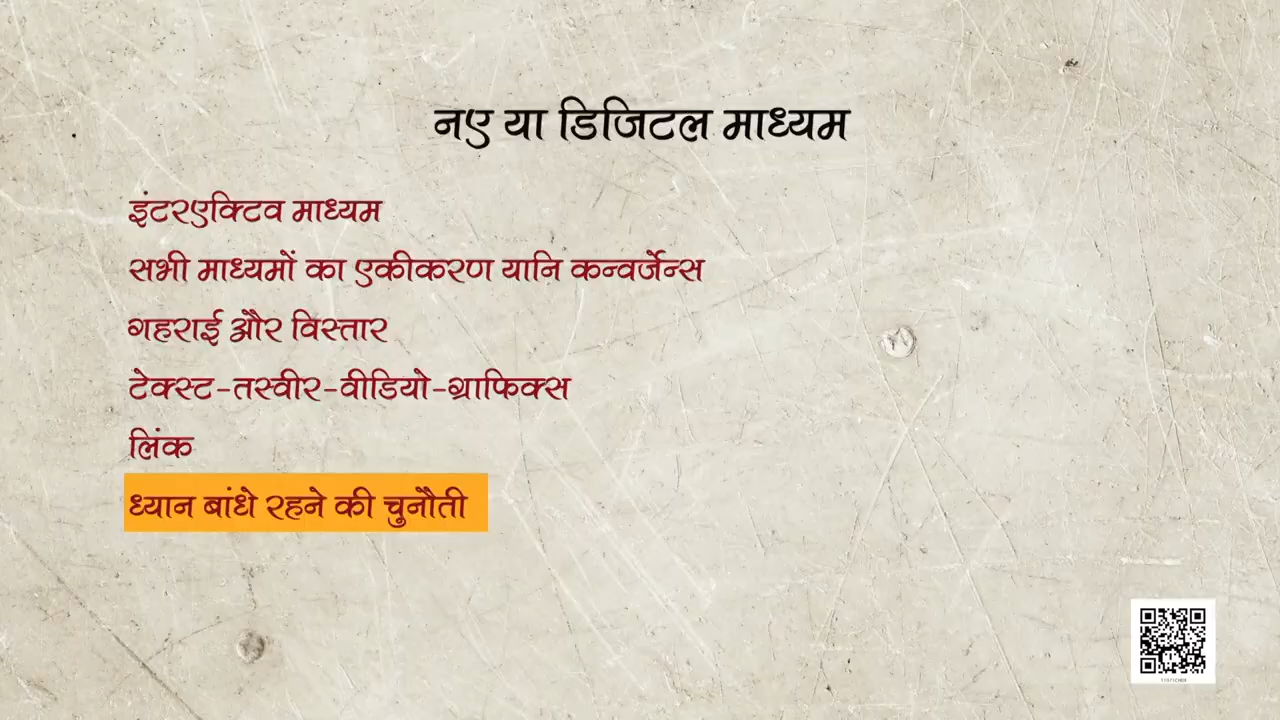 नए या डिजिटल माध्यम
इंटरएक्टिव माध्यम
सभी माध्यमों का एकीकरण यानि कन्वर्जेन्स
गहराई और विस्तार
टेक्स्ट-तस्वीर-वीडियो-ग्राफिक्स
लिंक
ध्यान बांधे रहने की चुनौती